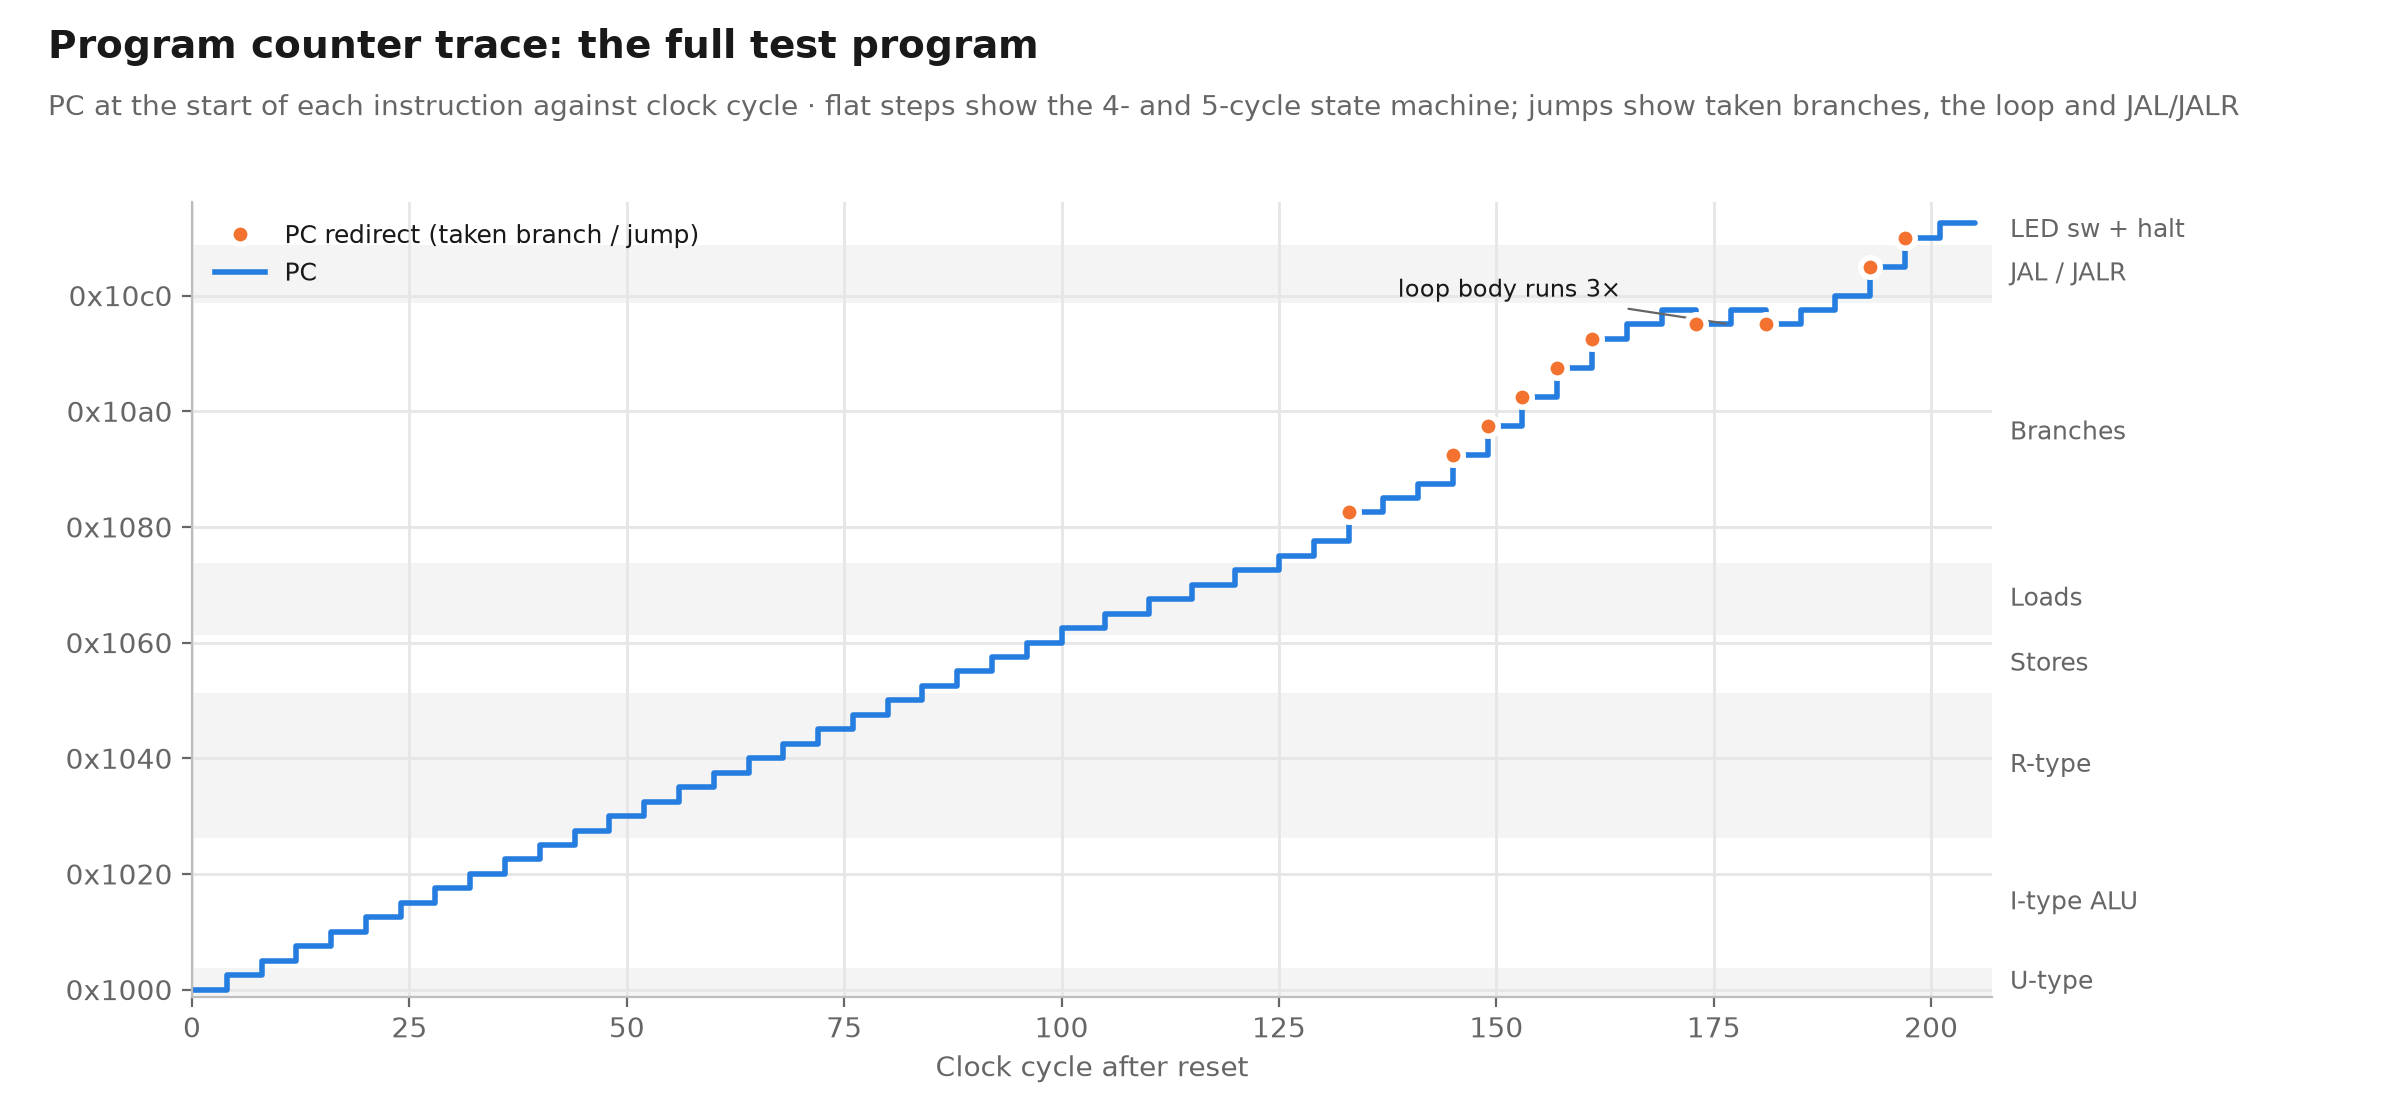 Program counter trace: the full test program
PC at the start of each instruction against clock cycle · flat steps show the 4- and 5-cycle state machine; jumps show taken branches, the loop and JAL/JALR
PC redirect (taken branch / jump)
PC
loop body runs 3×
LED sw + halt
JAL / JALR
Branches
Loads
Stores
R-type
I-type ALU
U-type
0x10c0
0x10a0
0x1080
0x1060
0x1040
0x1020
0x1000
0 25 50 75 100 125 150 175 200
Clock cycle after reset